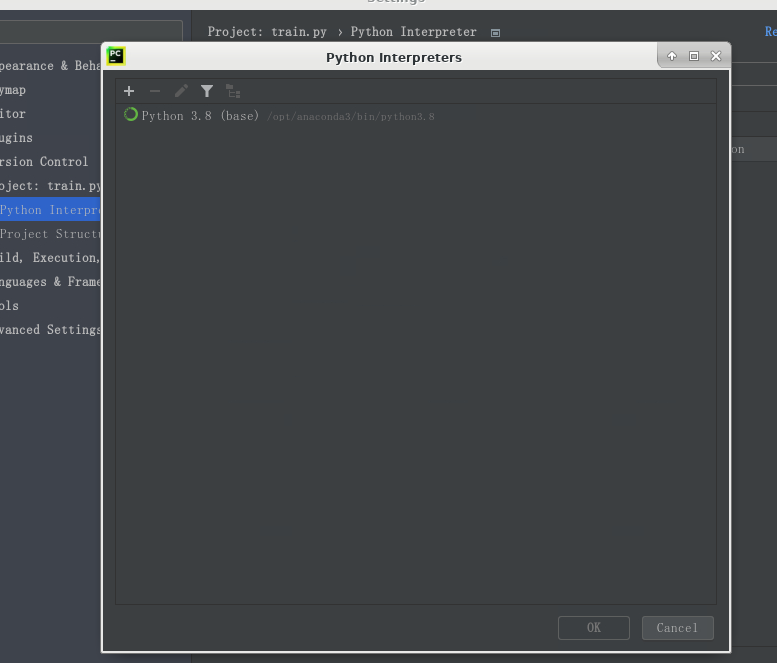 Settings
Project: train.py › Python Interpreter
Re
PC
Python Interpreters
pearance & Beha
ymap
itor
ugins
rsion Control
oject: train.py
Python Interpre
Project Structu
ild, Execution,
nguages & Frame
ols
vanced Settings
Python 3.8 (base) /opt/anaconda3/bin/python3.8
on
OK
Cancel